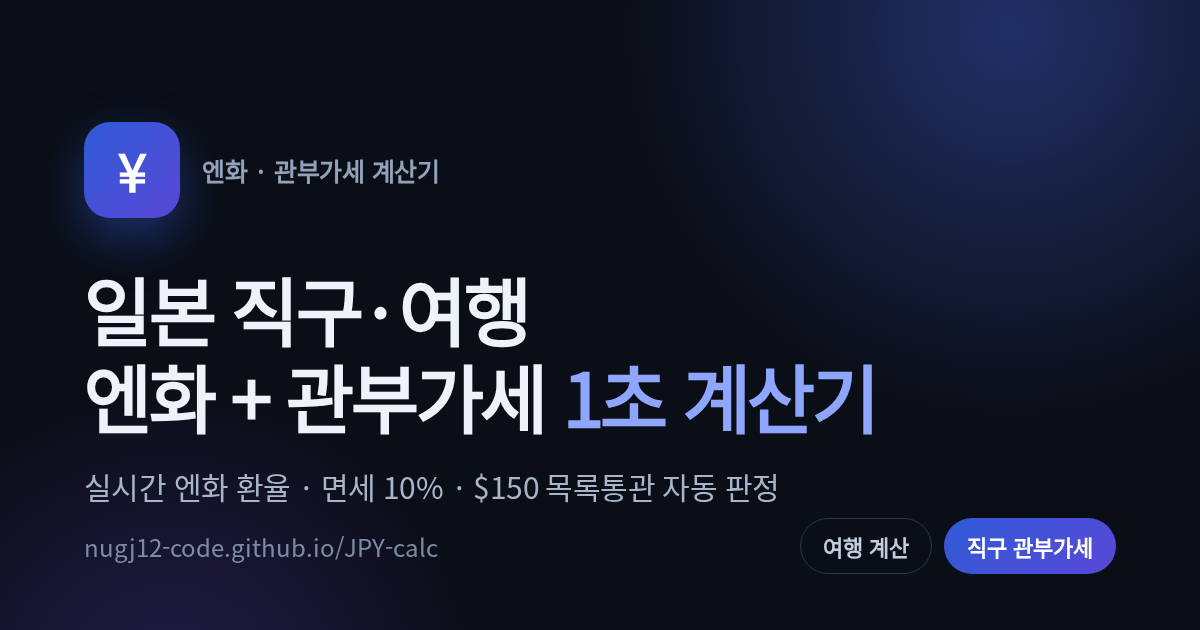 ¥
엔화 · 관부가세 계산기
일본 직구·여행
엔화 + 관부가세 1초 계산기
실시간 엔화 환율 · 면세 10% · $150 목록통관 자동 판정
nugj12-code.github.io/JPY-calc
여행 계산
직구 관부가세